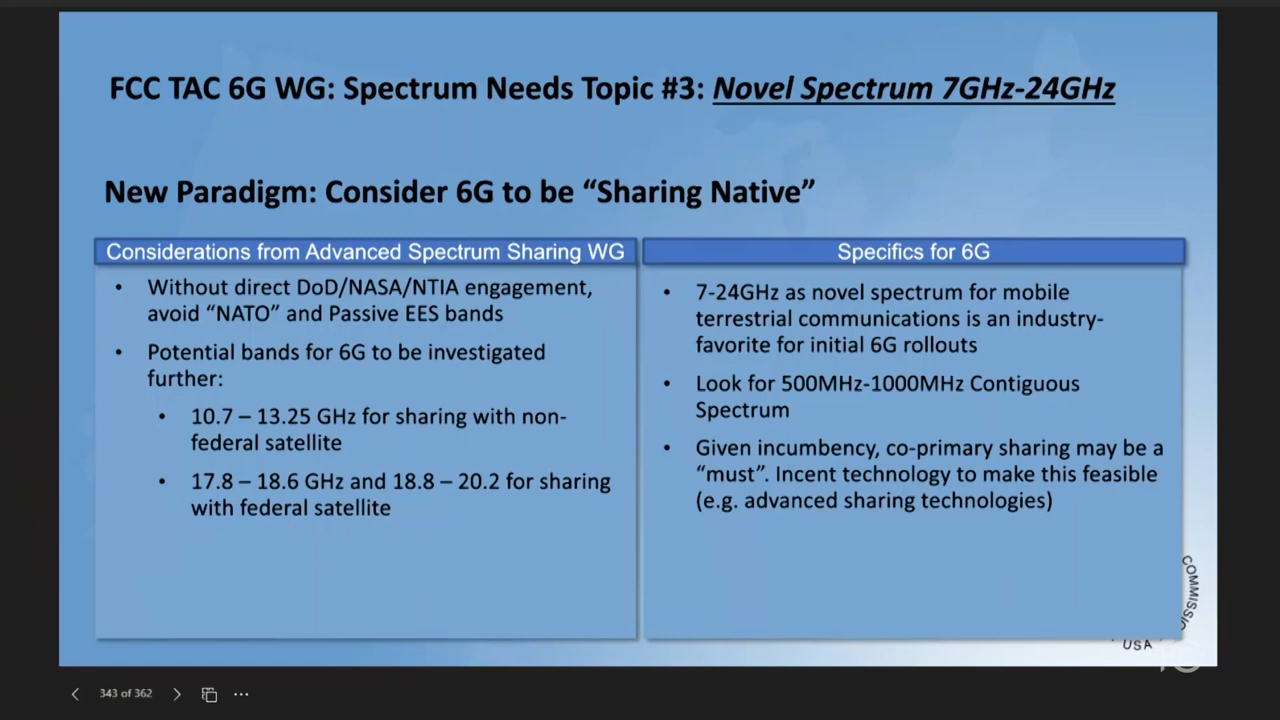 FCC TAC 6G WG: Spectrum Needs Topic #3: Novel Spectrum 7GHz-24GHz
New Paradigm: Consider 6G to be “Sharing Native”
Considerations from Advanced Spectrum Sharing WG
• Without direct DoD/NASA/NTIA engagement,
avoid “NATO” and Passive EES bands
• Potential bands for 6G to be investigated
further:
• 10.7 – 13.25 GHz for sharing with non-
federal satellite
• 17.8 – 18.6 GHz and 18.8 – 20.2 for sharing
with federal satellite
Specifics for 6G
• 7-24GHz as novel spectrum for mobile
terrestrial communications is an industry-
favorite for initial 6G rollouts
• Look for 500MHz-1000MHz Contiguous
Spectrum
• Given incumbency, co-primary sharing may be a
“must”. Incent technology to make this feasible
(e.g. advanced sharing technologies)
USA
343 of 362